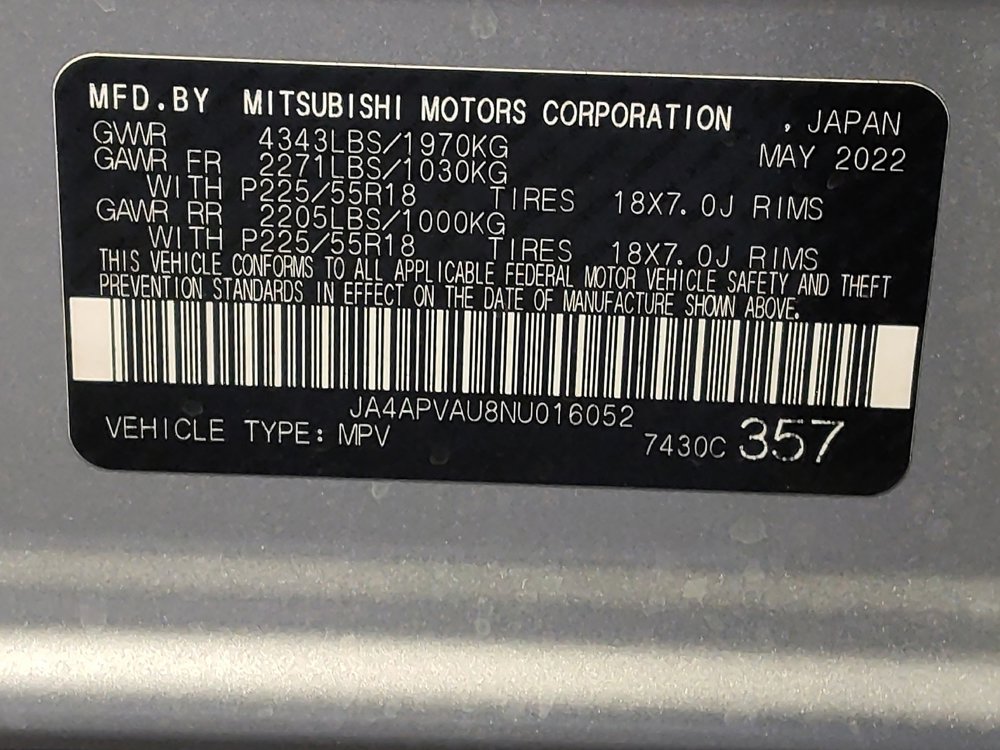 MFD.BY MITSUBISHI MOTORS CORPORATION , JAPAN
GVWR 4343LBS/1970KG MAY 2022
GAWR FR 2271LBS/1030KG
WITH P225/55R18 TIRES 18X7.0J RIMS
GAWR RR 2205LBS/1000KG
WITH P225/55R18 TIRES 18X7.0J RIMS
THIS VEHICLE CONFORMS TO ALL APPLICABLE FEDERAL MOTOR VEHICLE SAFETY AND THEFT
PREVENTION STANDARDS IN EFFECT ON THE DATE OF MANUFACTURE SHOWN ABOVE.
JA4APVAU8NU016052
VEHICLE TYPE: MPV 7430C 357